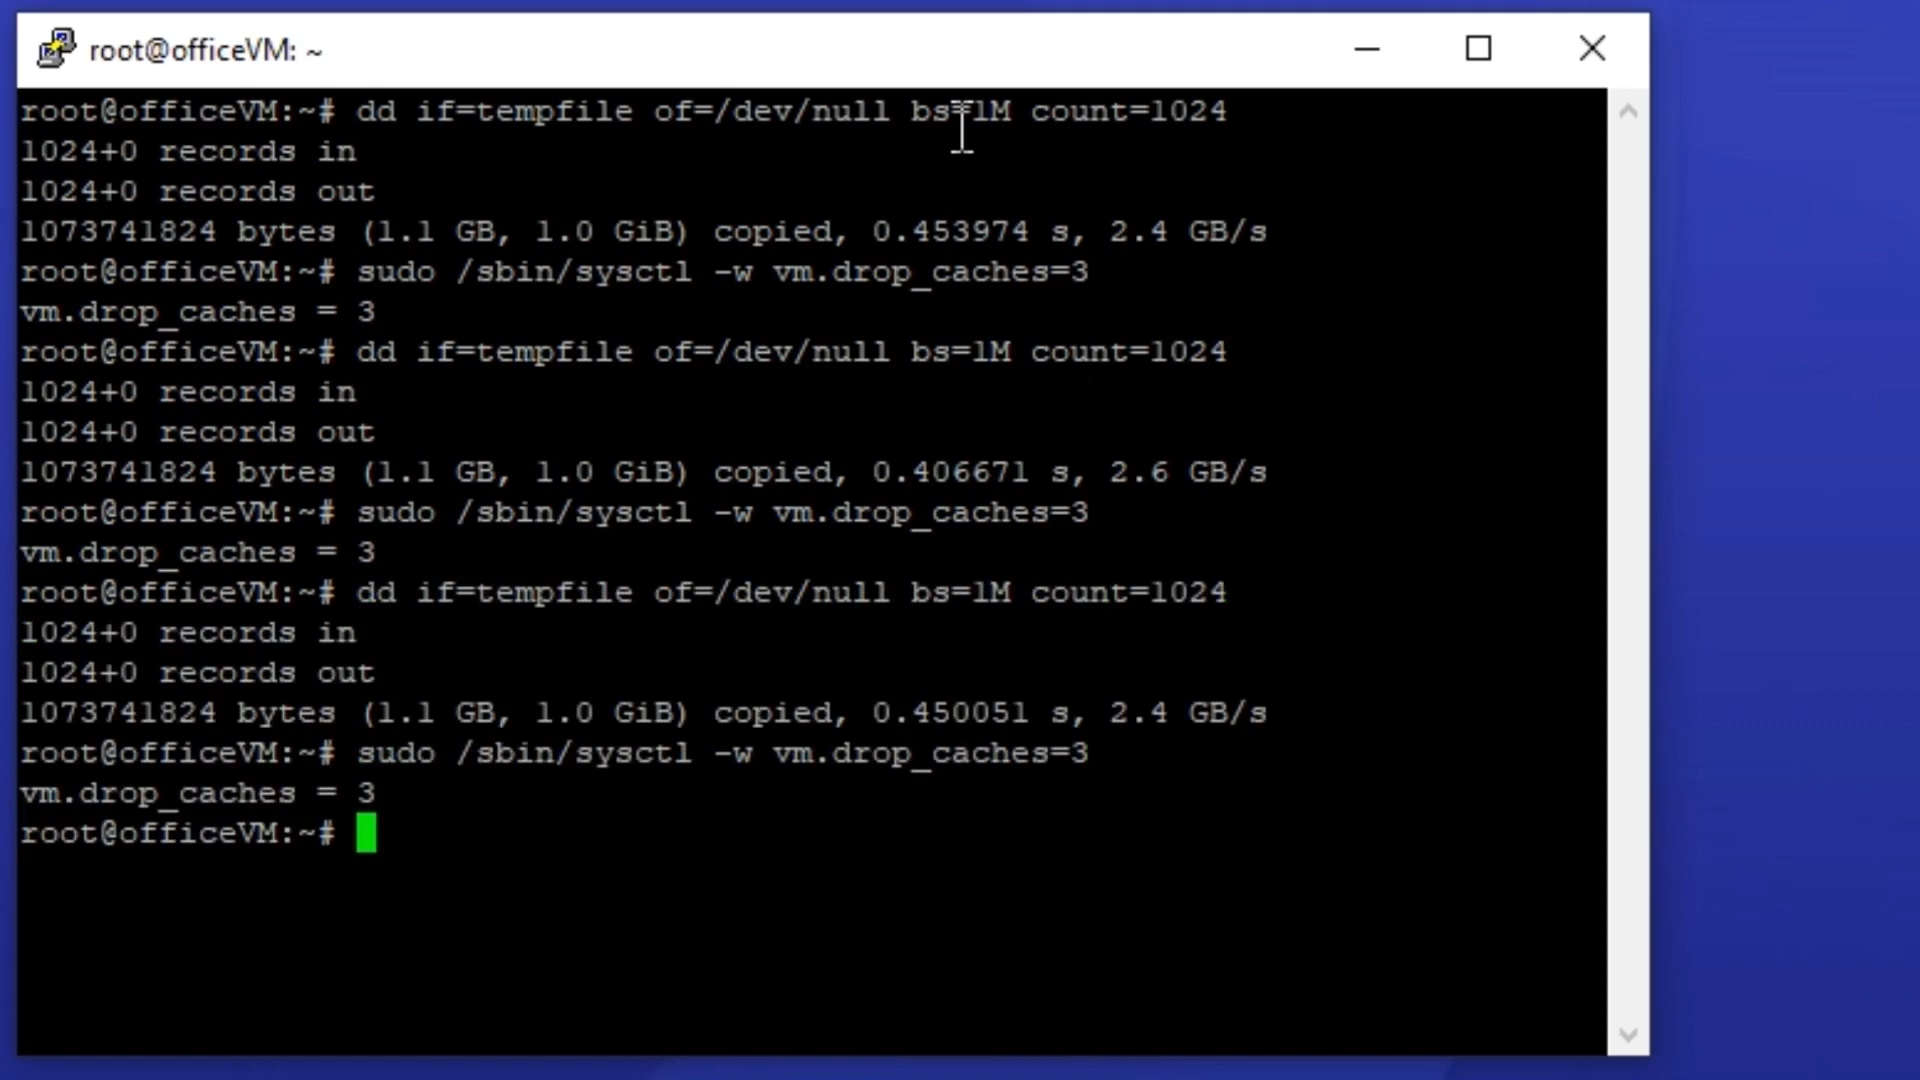 root@officeVM: ~
root@officeVM:~# dd if=tempfile of=/dev/null bs=1M count=1024
1024+0 records in
1024+0 records out
1073741824 bytes (1.1 GB, 1.0 GiB) copied, 0.453974 s, 2.4 GB/s
root@officeVM:~# sudo /sbin/sysctl -w vm.drop_caches=3
vm.drop_caches = 3
root@officeVM:~# dd if=tempfile of=/dev/null bs=1M count=1024
1024+0 records in
1024+0 records out
1073741824 bytes (1.1 GB, 1.0 GiB) copied, 0.406671 s, 2.6 GB/s
root@officeVM:~# sudo /sbin/sysctl -w vm.drop_caches=3
vm.drop_caches = 3
root@officeVM:~# dd if=tempfile of=/dev/null bs=1M count=1024
1024+0 records in
1024+0 records out
1073741824 bytes (1.1 GB, 1.0 GiB) copied, 0.450051 s, 2.4 GB/s
root@officeVM:~# sudo /sbin/sysctl -w vm.drop_caches=3
vm.drop_caches = 3
root@officeVM:~#